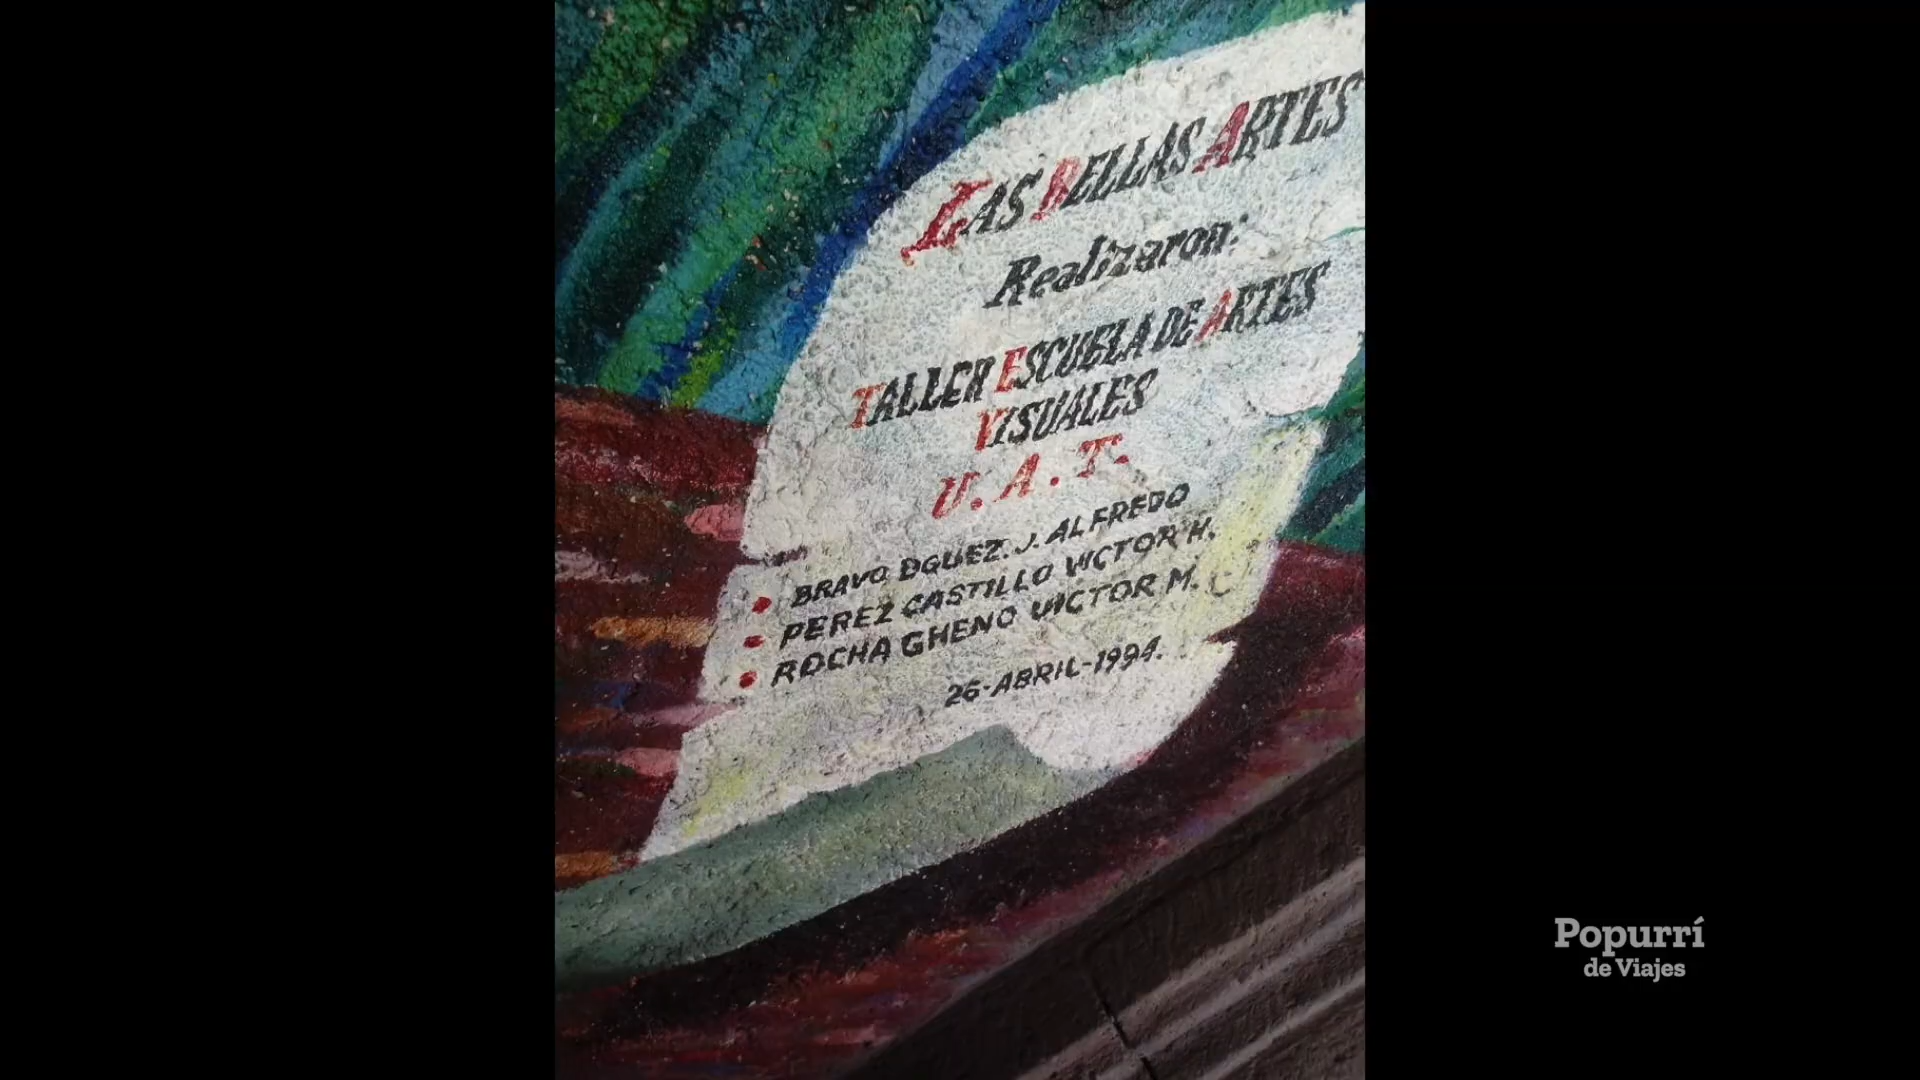 LAS BELLAS ARTES
Realizaron:
TALLER ESCUELA DE ARTES
VISUALES
U. A. T.
• BRAVO DGUEZ. J. ALFREDO
• PEREZ CASTILLO VICTOR H.
• ROCHA GHENO VICTOR M.
26-ABRIL-1994.
Popurrí
de Viajes